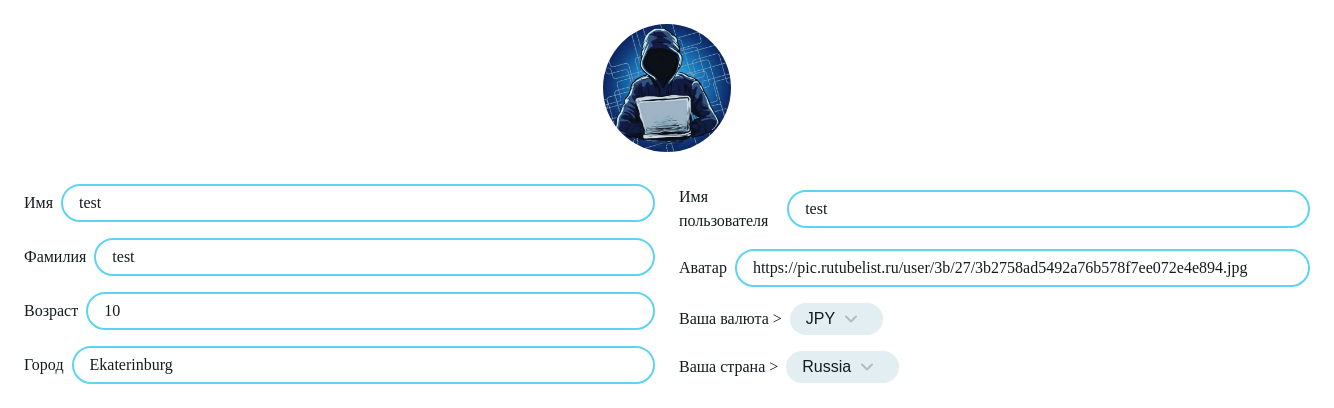 Имя test
Фамилия test
Возраст 10
Город Ekaterinburg
Имя
пользователя
test
Аватар https://pic.rutubelist.ru/user/3b/27/3b2758ad5492a76b578f7ee072e4e894.jpg
Ваша валюта > JPY
Ваша страна > Russia